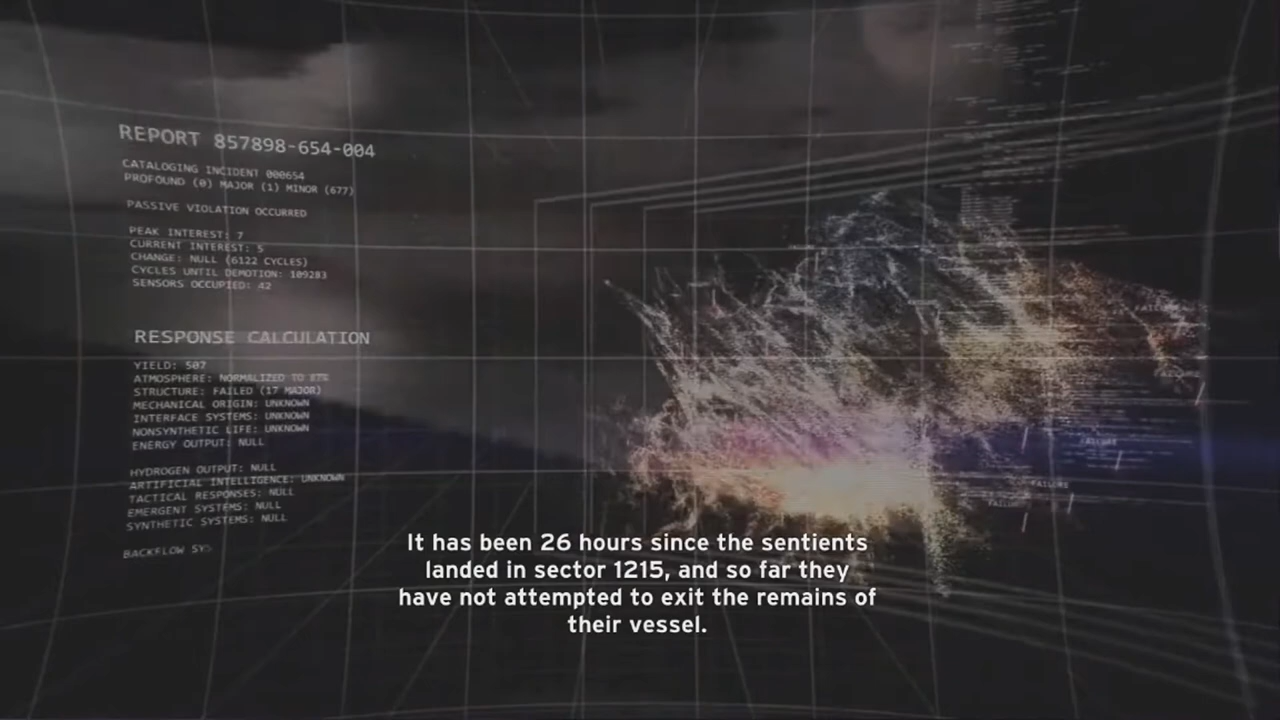 REPORT 857898-654-004
CATALOGING INCIDENT 000654
PROFOUND (0) MAJOR (1) MINOR (677)
PASSIVE VIOLATION OCCURRED
PEAK INTEREST: 7
CURRENT INTEREST: 5
CHANGE: NULL (6122 CYCLES)
CYCLES UNTIL DEMOTION: 109283
SENSORS OCCUPIED: 42
RESPONSE CALCULATION
YIELD: 507
ATMOSPHERE: NORMALIZED TO 87%
STRUCTURE: FAILED (17 MAJOR)
MECHANICAL ORIGIN: UNKNOWN
INTERFACE SYSTEMS: UNKNOWN
NONSYNTHETIC LIFE: UNKNOWN
ENERGY OUTPUT: NULL
HYDROGEN OUTPUT: NULL
ARTIFICIAL INTELLIGENCE: UNKNOWN
TACTICAL RESPONSES: NULL
EMERGENT SYSTEMS: NULL
SYNTHETIC SYSTEMS: NULL
BACKFLOW SY
FAILURE
FAILURE
It has been 26 hours since the sentients
landed in sector 1215, and so far they
have not attempted to exit the remains of
their vessel.